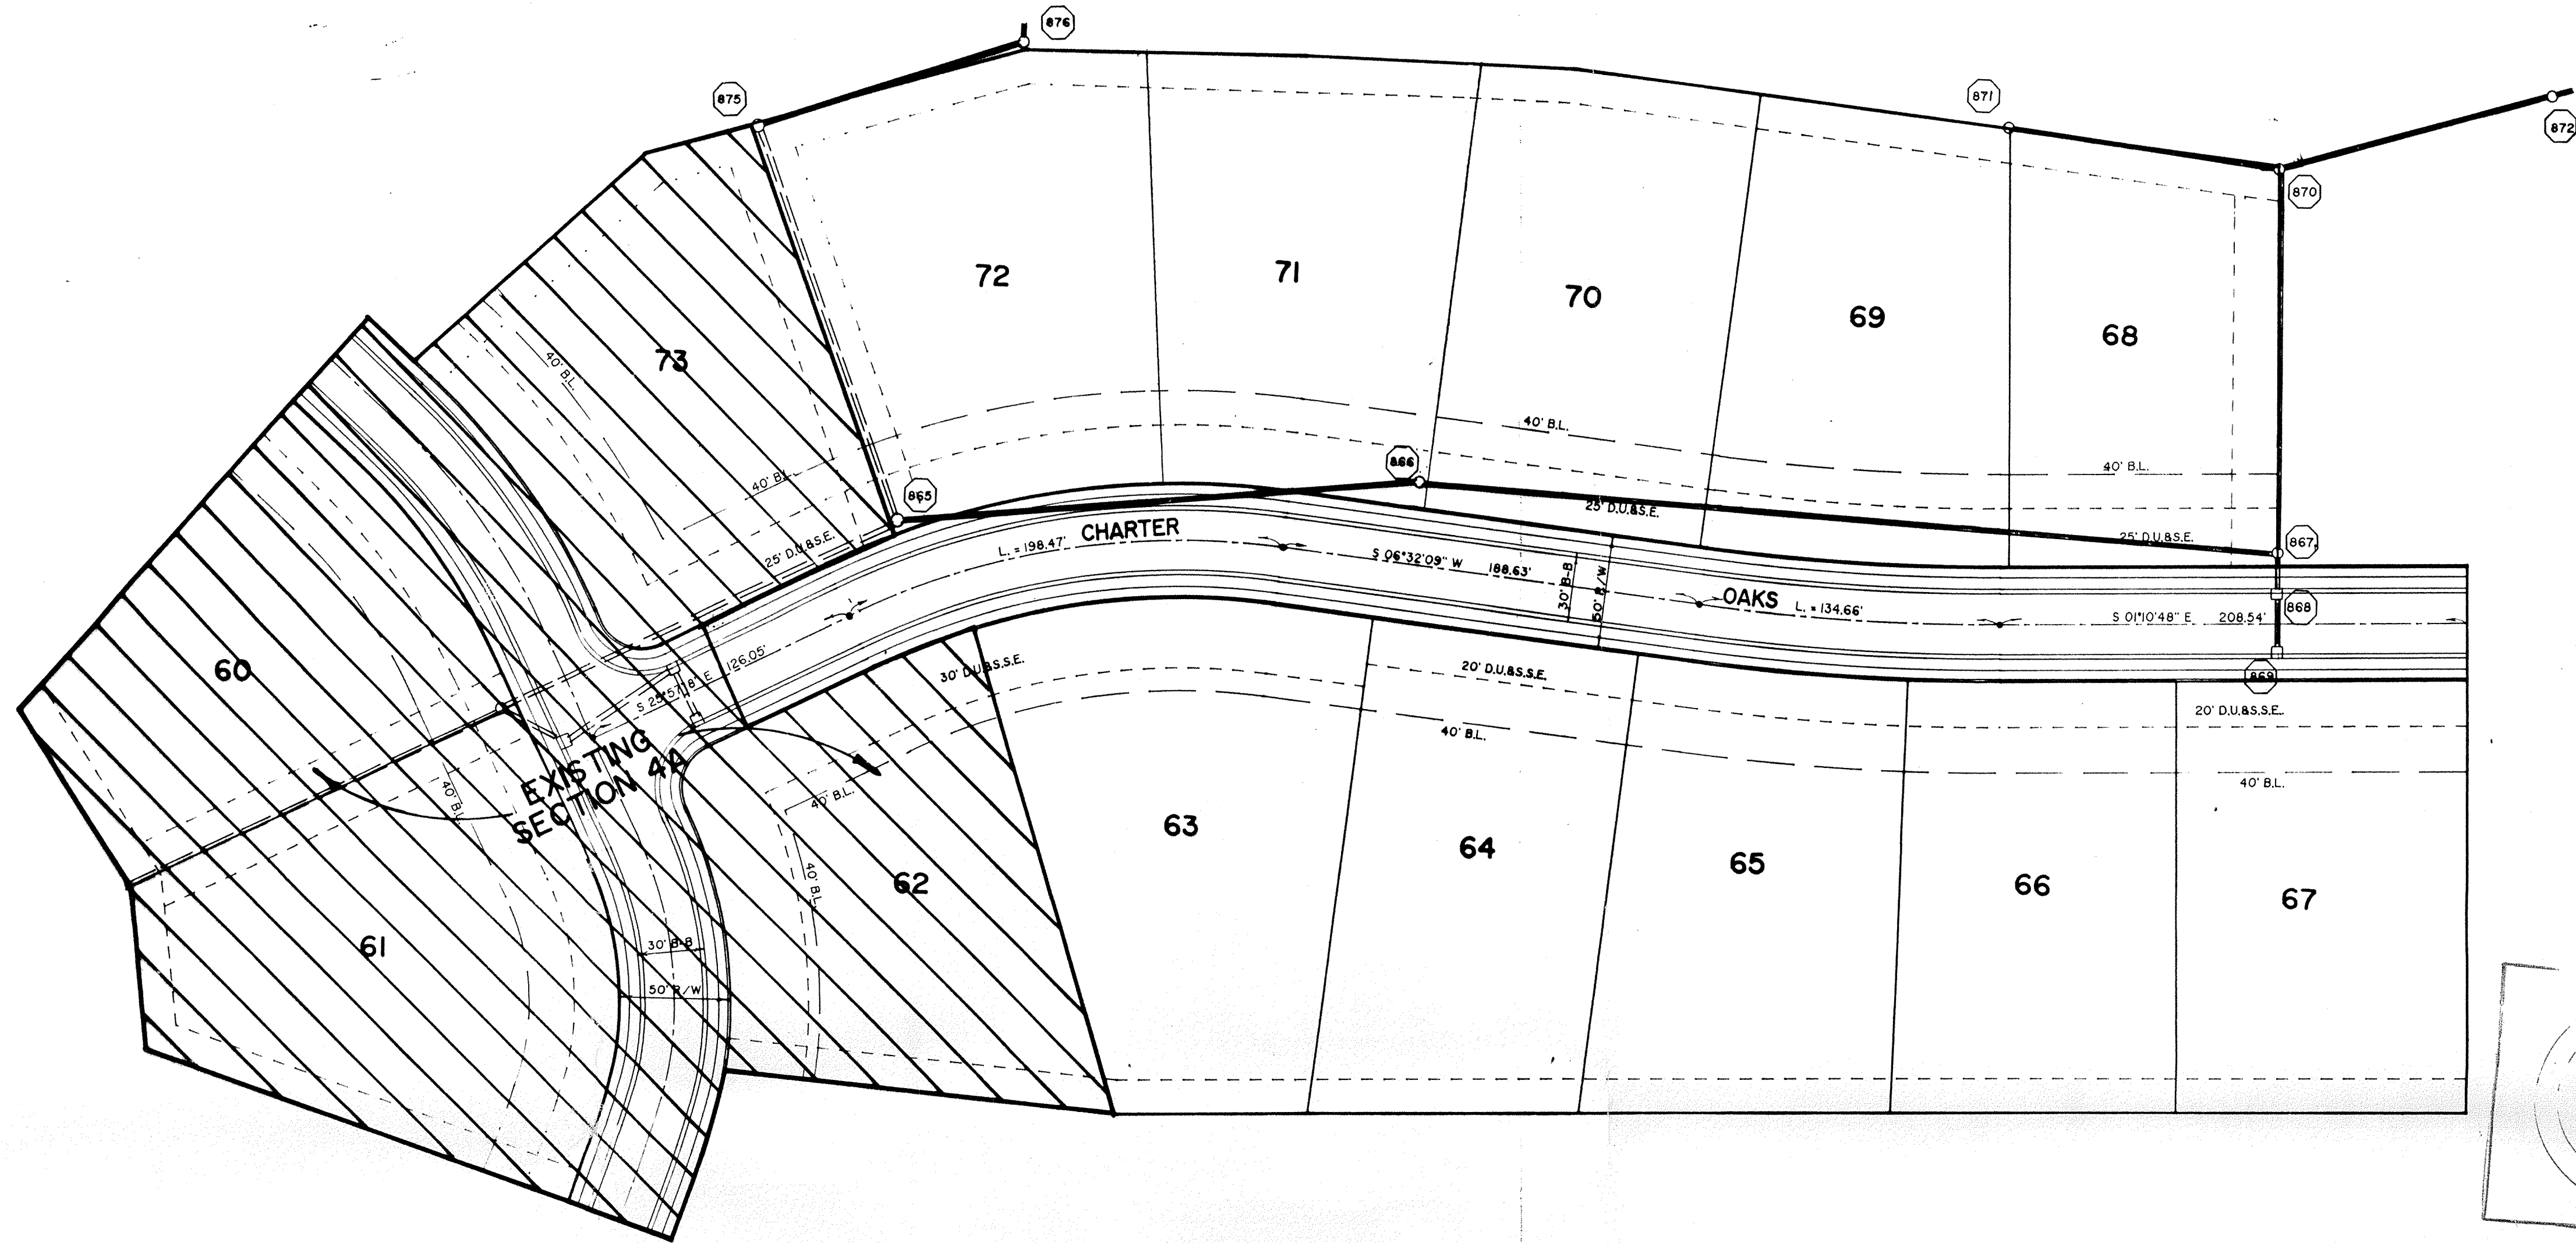 876
875
871
872
870
72
71
70
69
68
73
40' B.L.
40' B.L.
40' B.L.
40' B.L.
866
865
25' D.U.&S.E.
25' D.U.&S.E.
25' D.U.&S.E.
867
CHARTER
L. = 198.47'
S 06°32'09" W 188.63'
30' B-B
50' R/W
OAKS
L. = 134.66'
868
S 01°10'48" E 208.54'
126.05'
869
60
30' D.U.&S.S.E.
20' D.U.&S.S.E.
20' D.U.&S.S.E.
40' B.L.
40' B.L.
EXISTING
SECTION 4A
40' B.L.
40' B.L.
40' B.L.
63
64
65
66
67
62
61
30' B-B
50' R/W